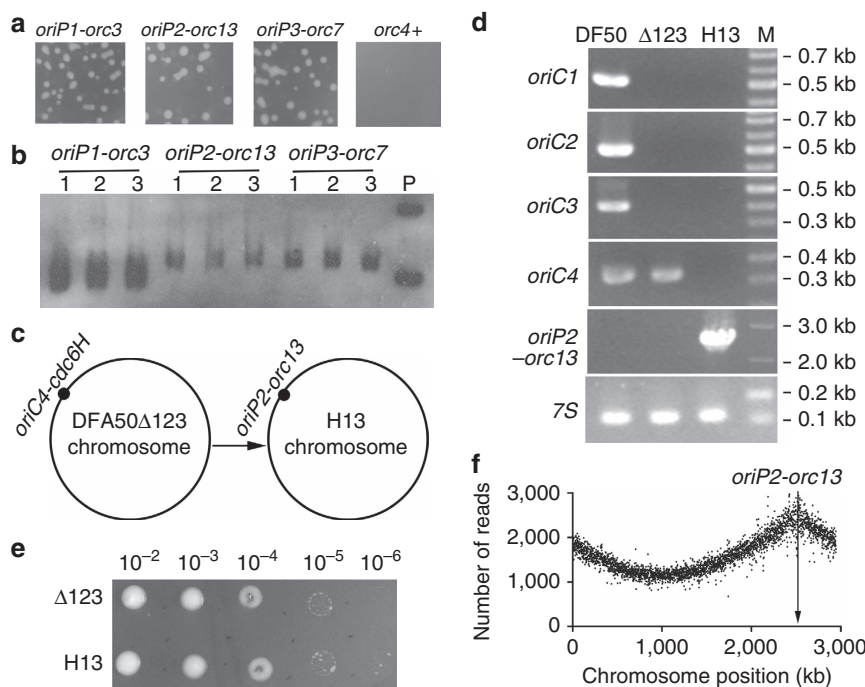 a
oriP1-orc3 oriP2-orc13 oriP3-orc7 orc4+
b
oriP1-orc3 oriP2-orc13 oriP3-orc7
1 2 3 1 2 3 1 2 3 P
c
oriC4-cdc6H
DFA50Δ123
chromosome
oriP2-orc13
H13
chromosome
d
DF50 Δ123 H13 M
oriC1
- 0.7 kb
- 0.5 kb
oriC2
- 0.7 kb
- 0.5 kb
oriC3
- 0.5 kb
- 0.3 kb
oriC4
- 0.4 kb
- 0.3 kb
oriP2
-orc13
- 3.0 kb
- 2.0 kb
7S
- 0.2 kb
- 0.1 kb
e
10⁻² 10⁻³ 10⁻⁴ 10⁻⁵ 10⁻⁶
Δ123
H13
f
oriP2-orc13
Number of reads
3,000
2,000
1,000
0
0 1,000 2,000 3,000
Chromosome position (kb)